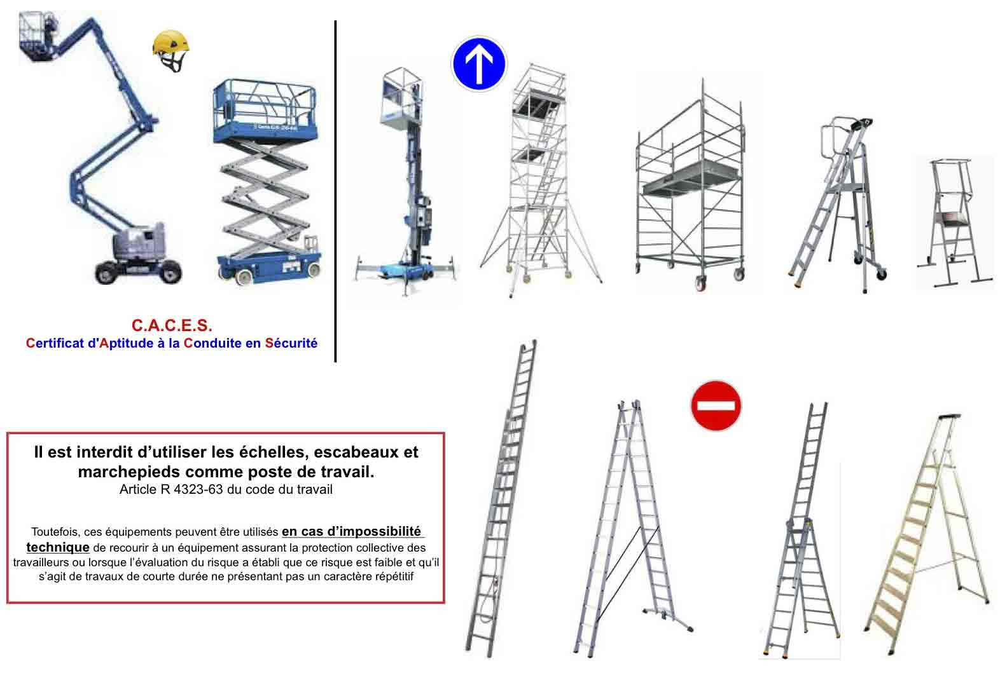 C.A.C.E.S.
Certificat d'Aptitude à la Conduite en Sécurité
Il est interdit d’utiliser les échelles, escabeaux et
marchepieds comme poste de travail.
Article R 4323-63 du code du travail
Toutefois, ces équipements peuvent être utilisés en cas d’impossibilité
technique de recourir à un équipement assurant la protection collective des
travailleurs ou lorsque l’évaluation du risque a établi que ce risque est faible et qu’il
s’agit de travaux de courte durée ne présentant pas un caractère répétitif